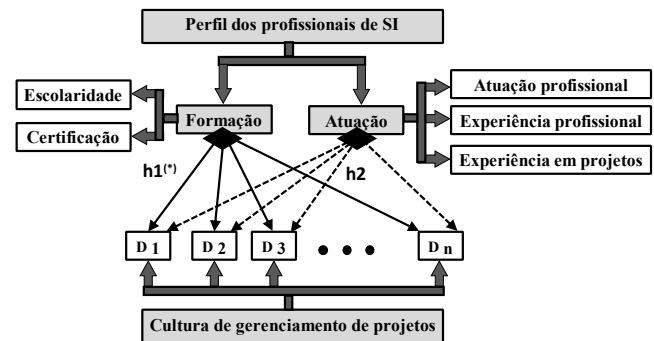 Perfil dos profissionais de SI
Escolaridade
Certificação
Formação
Atuação
Atuação profissional
Experiência profissional
Experiência em projetos
h1(*)
h2
D 1
D 2
D 3
D n
Cultura de gerenciamento de projetos